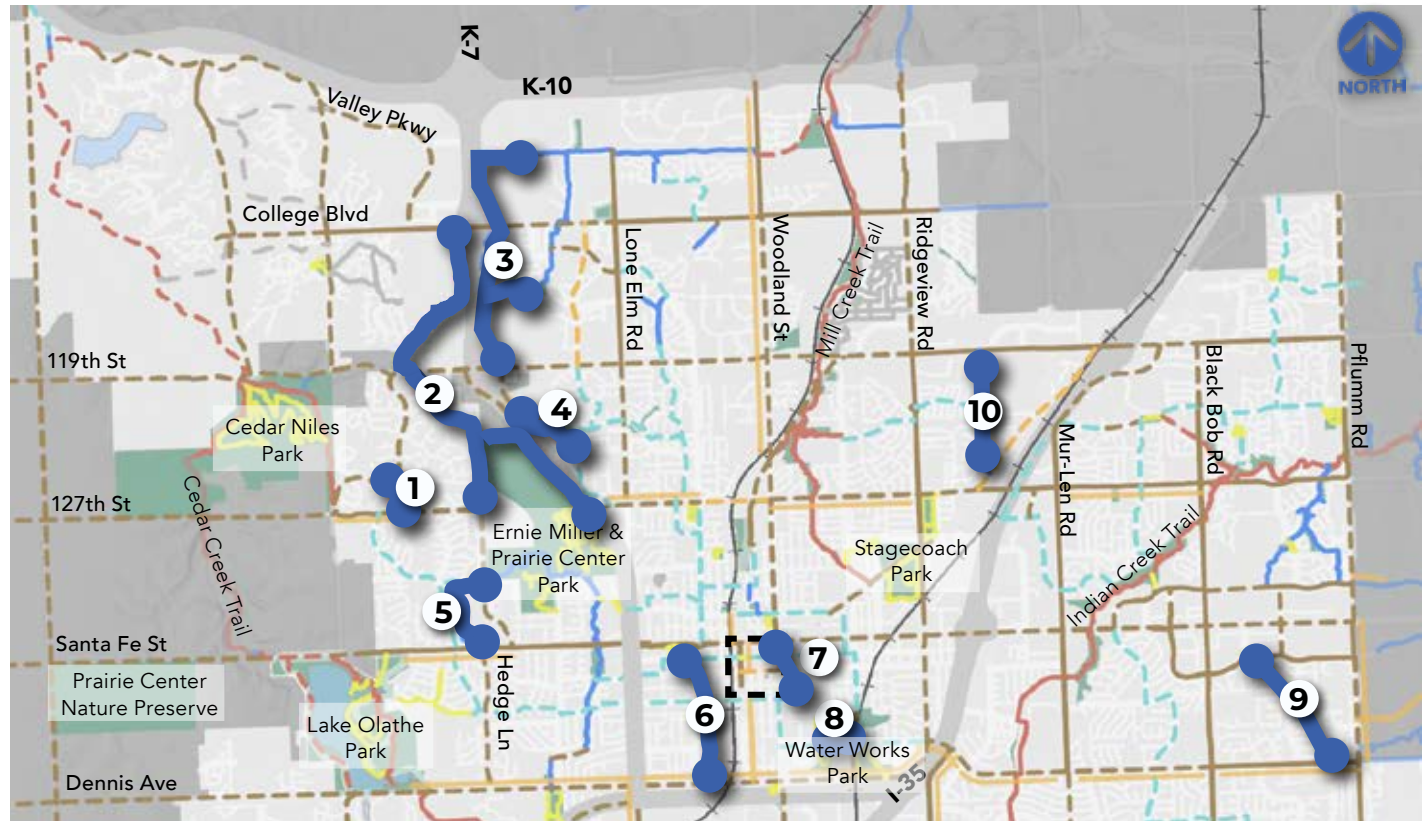 K-7
K-10
NORTH
Valley Pkwy
College Blvd
3
Lone Elm Rd
Woodland St
Mill Creek Trail
Ridgeview Rd
119th St
2
4
10
Black Bob Rd
Pflumm Rd
Cedar Niles
Park
1
Mur-Len Rd
127th St
Cedar Creek Trail
Ernie Miller &
Prairie Center
Park
Stagecoach
Park
Indian Creek Trail
5
Santa Fe St
Prairie Center
Nature Preserve
Hedge Ln
7
6
8
9
Lake Olathe
Park
Water Works
Park
Dennis Ave
I-35